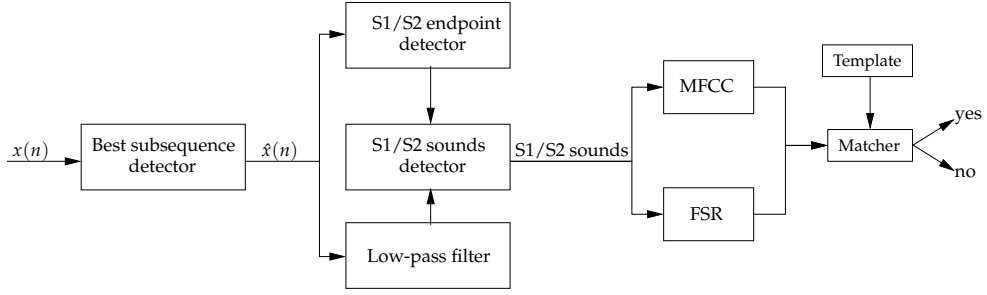 x(n)
Best subsequence
detector
x̂(n)
S1/S2 endpoint
detector
S1/S2 sounds
detector
Low-pass filter
S1/S2 sounds
MFCC
FSR
Template
Matcher
yes
no